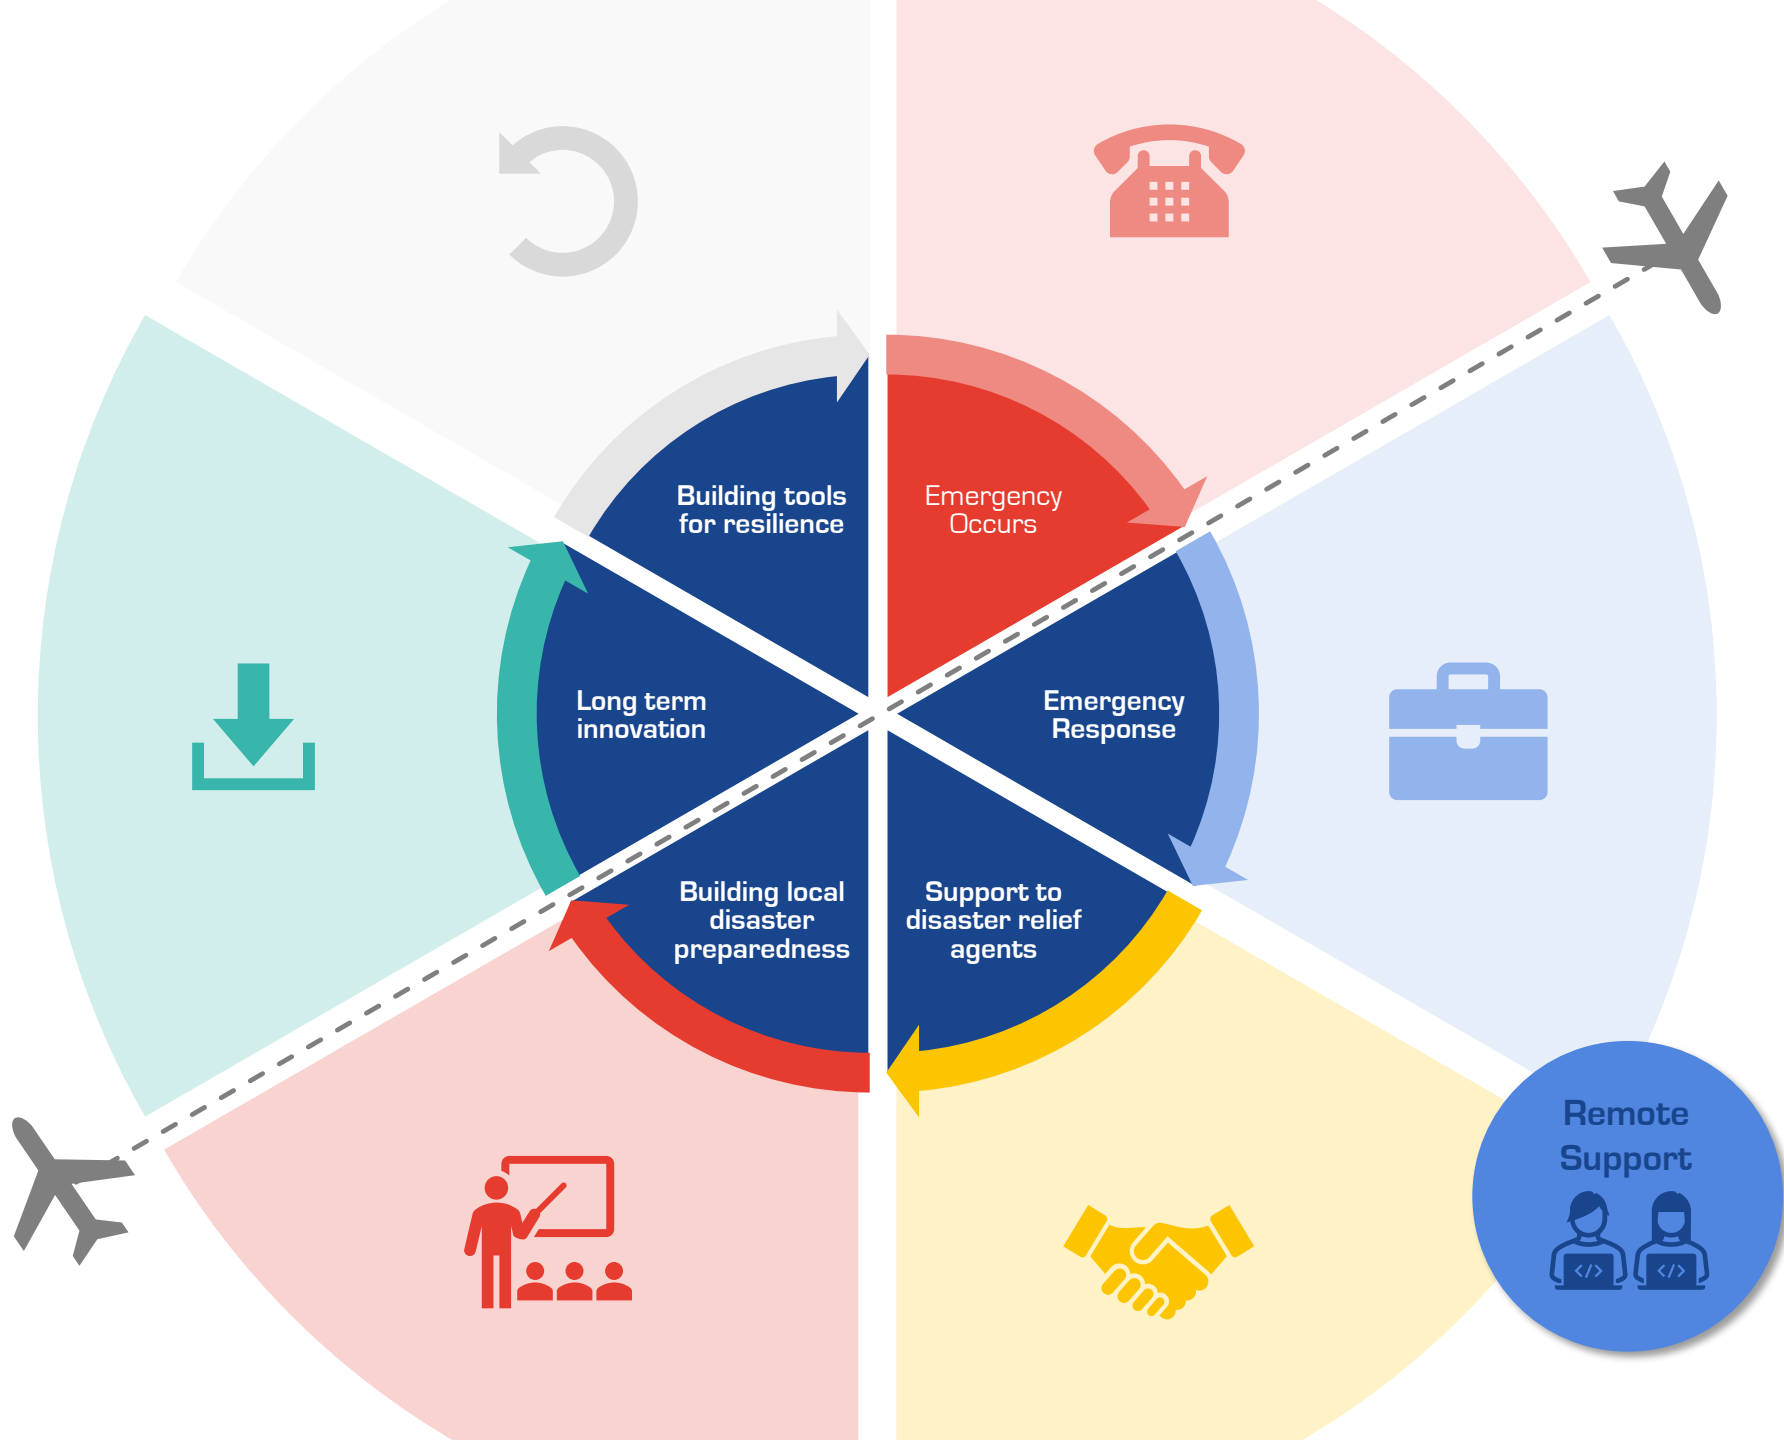 Building tools
for resilience
Emergency
Occurs
Long term
innovation
Emergency
Response
Building local
disaster
preparedness
Support to
disaster relief
agents
Remote
Support
</>
</>